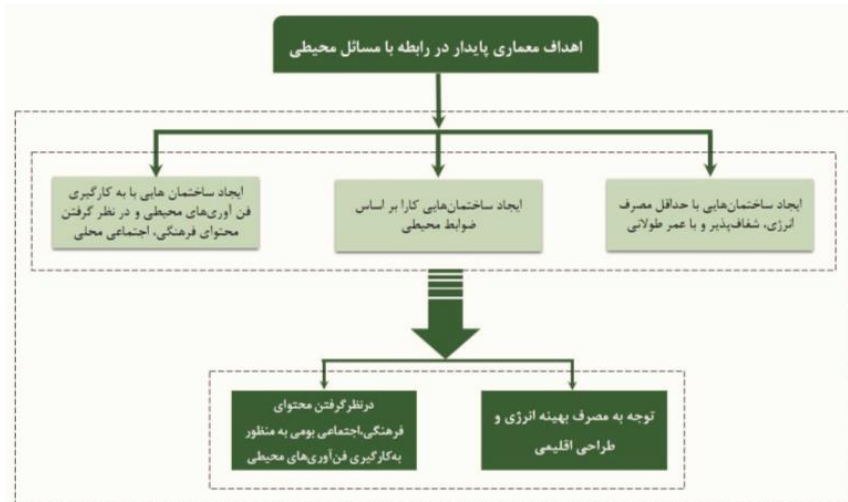 اهداف معماری پایدار در رابطه با مسائل محیطی
ایجاد ساختمان‌هایی با حداقل مصرف
انرژی، شفاف‌پذیر و با عمر طولانی
ایجاد ساختمان‌هایی کارا بر اساس
ضوابط محیطی
ایجاد ساختمان هایی با به کارگیری
فن آوری‌های محیطی و در نظر گرفتن
محتوای فرهنگی، اجتماعی محلی
توجه به مصرف بهینه انرژی و
طراحی اقلیمی
درنظرگرفتن محتوای
فرهنگی،اجتماعی بومی به منظور
به‌کارگیری فن‌آوری‌های محیطی